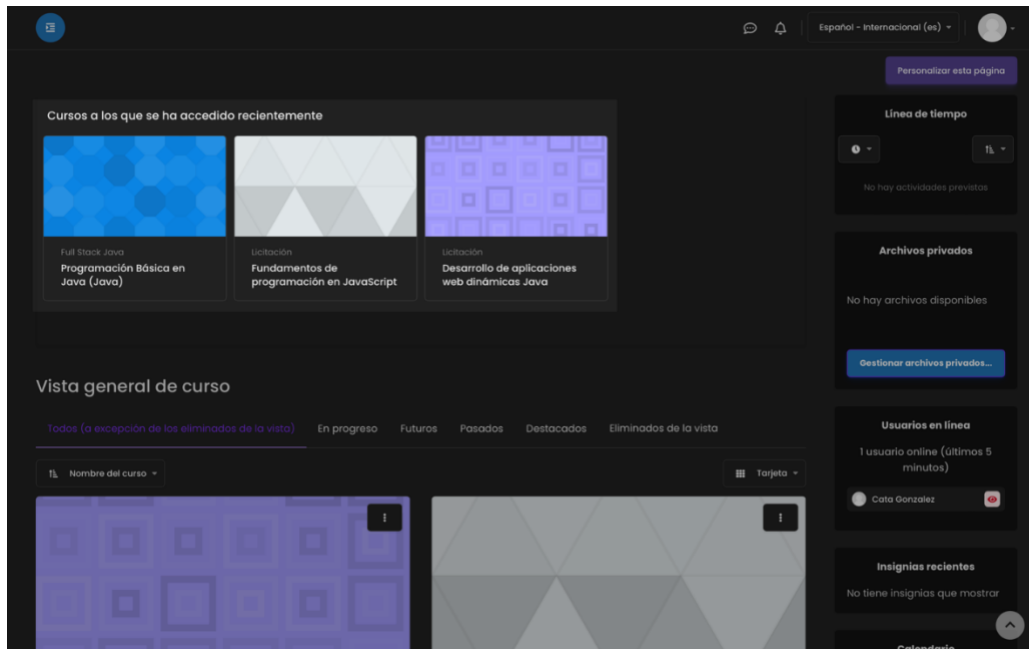 Español - Internacional (es)
Personalizar esta página
Cursos a los que se ha accedido recientemente
Full Stack Java
Programación Básica en
Java (Java)
Licitación
Fundamentos de
programación en JavaScript
Licitación
Desarrollo de aplicaciones
web dinámicas Java
Vista general de curso
Todos (a excepción de los eliminados de la vista)
En progreso
Futuros
Pasados
Destacados
Eliminados de la vista
Nombre del curso
Tarjeta
Línea de tiempo
No hay actividades previstas
Archivos privados
No hay archivos disponibles
Gestionar archivos privados...
Usuarios en línea
1 usuario online (últimos 5
minutos)
Cata Gonzalez
Insignias recientes
No tiene insignias que mostrar
Calendario